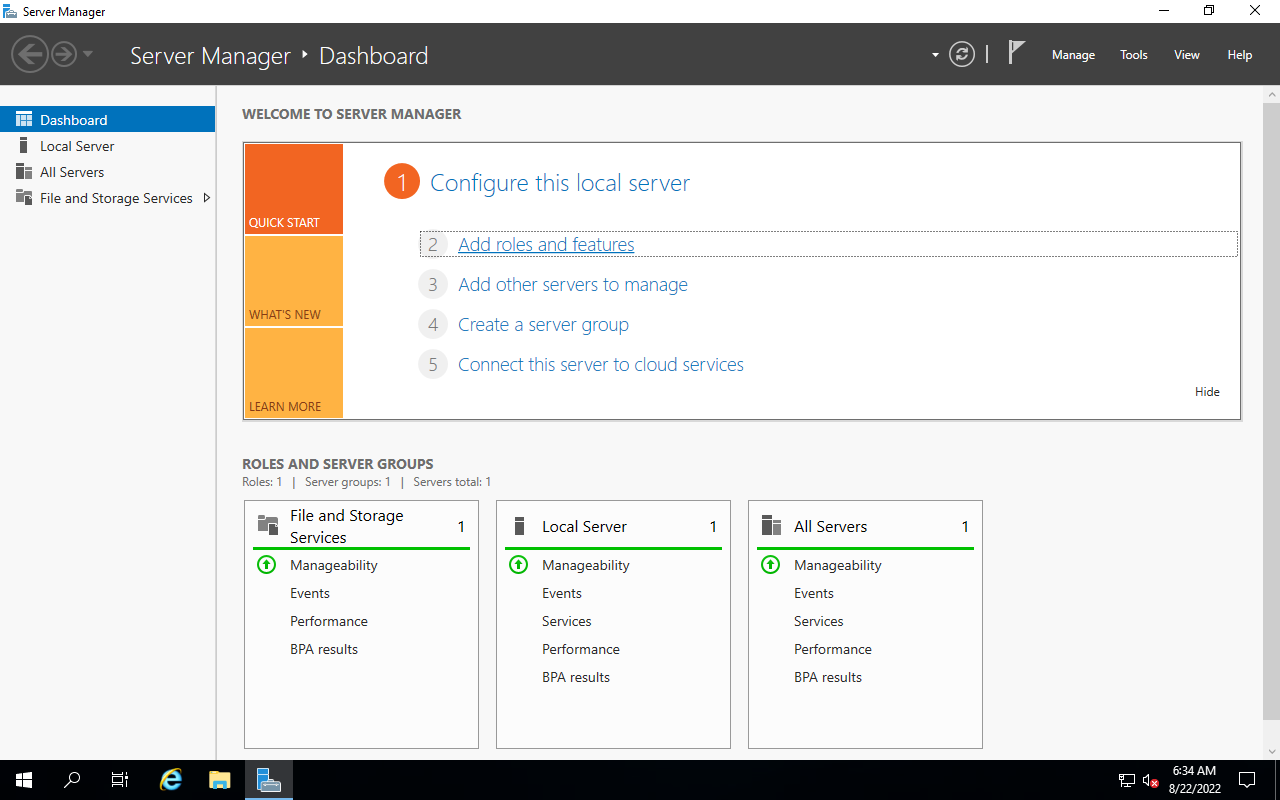 Server Manager
Server Manager ‣ Dashboard
Manage Tools View Help
Dashboard
Local Server
All Servers
File and Storage Services
WELCOME TO SERVER MANAGER
QUICK START
WHAT'S NEW
LEARN MORE
1 Configure this local server
2 Add roles and features
3 Add other servers to manage
4 Create a server group
5 Connect this server to cloud services
Hide
ROLES AND SERVER GROUPS
Roles: 1 | Server groups: 1 | Servers total: 1
File and Storage
Services 1
Manageability
Events
Performance
BPA results
Local Server 1
Manageability
Events
Services
Performance
BPA results
All Servers 1
Manageability
Events
Services
Performance
BPA results
6:34 AM
8/22/2022